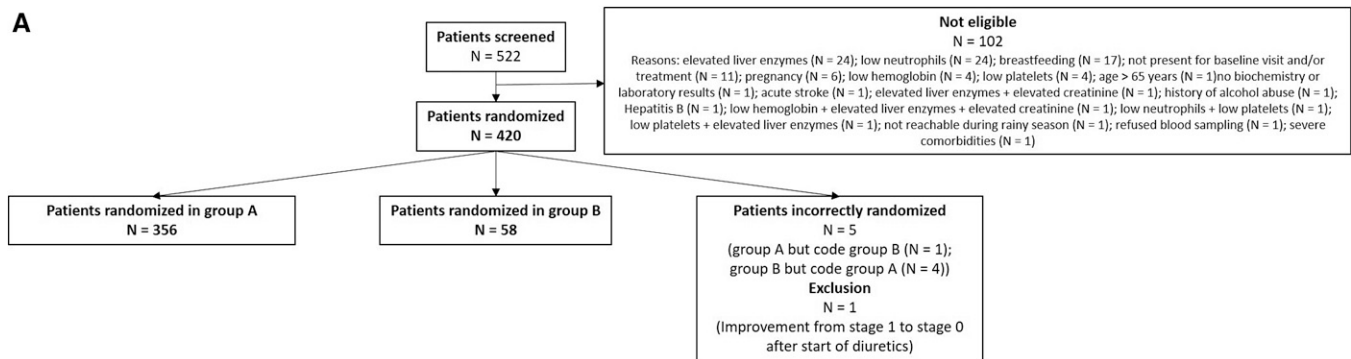 A
Patients screened
N = 522
Not eligible
N = 102
Reasons: elevated liver enzymes (N = 24); low neutrophils (N = 24); breastfeeding (N = 17); not present for baseline visit and/or
treatment (N = 11); pregnancy (N = 6); low hemoglobin (N = 4); low platelets (N = 4); age > 65 years (N = 1)no biochemistry or
laboratory results (N = 1); acute stroke (N = 1); elevated liver enzymes + elevated creatinine (N = 1); history of alcohol abuse (N = 1);
Hepatitis B (N = 1); low hemoglobin + elevated liver enzymes + elevated creatinine (N = 1); low neutrophils + low platelets (N = 1);
low platelets + elevated liver enzymes (N = 1); not reachable during rainy season (N = 1); refused blood sampling (N = 1); severe
comorbidities (N = 1)
Patients randomized
N = 420
Patients randomized in group A
N = 356
Patients randomized in group B
N = 58
Patients incorrectly randomized
N = 5
(group A but code group B (N = 1);
group B but code group A (N = 4))
Exclusion
N = 1
(Improvement from stage 1 to stage 0
after start of diuretics)